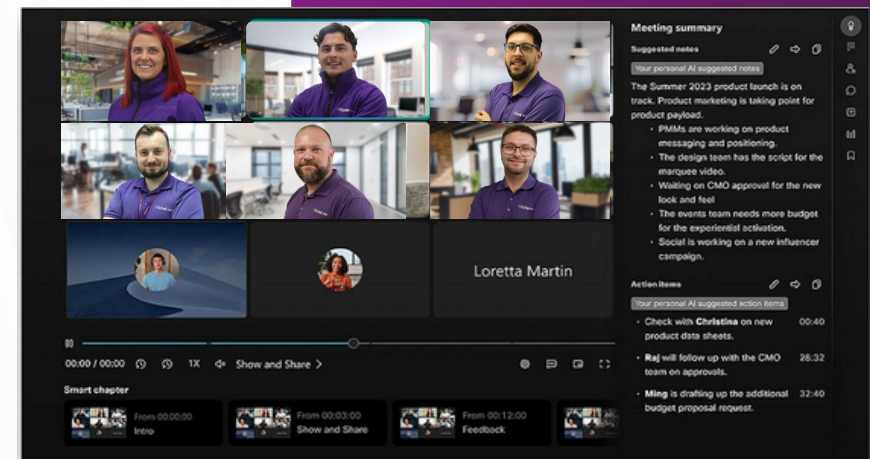 Meeting summary
Suggested notes
Your personal AI suggested notes
The Summer 2023 product launch is on
track. Product marketing is taking point for
product payload.
• PMMs are working on product
messaging and positioning.
• The design team has the script for the
marquee video.
• Waiting on CMO approval for the new
look and feel
• The events team needs more budget
for the experiential activation.
• Social is working on a new influencer
campaign.
Action items
Your personal AI suggested action items
• Check with Christina on new 00:40
product data sheets.
• Raj will follow up with the CMO 28:32
team on approvals.
• Ming is drafting up the additional 32:40
budget proposal request.
Loretta Martin
00:00 / 00:00 1X Show and Share >
Smart chapter
From 00:00:00
Intro
From 00:03:00
Show and Share
From 00:12:00
Feedback